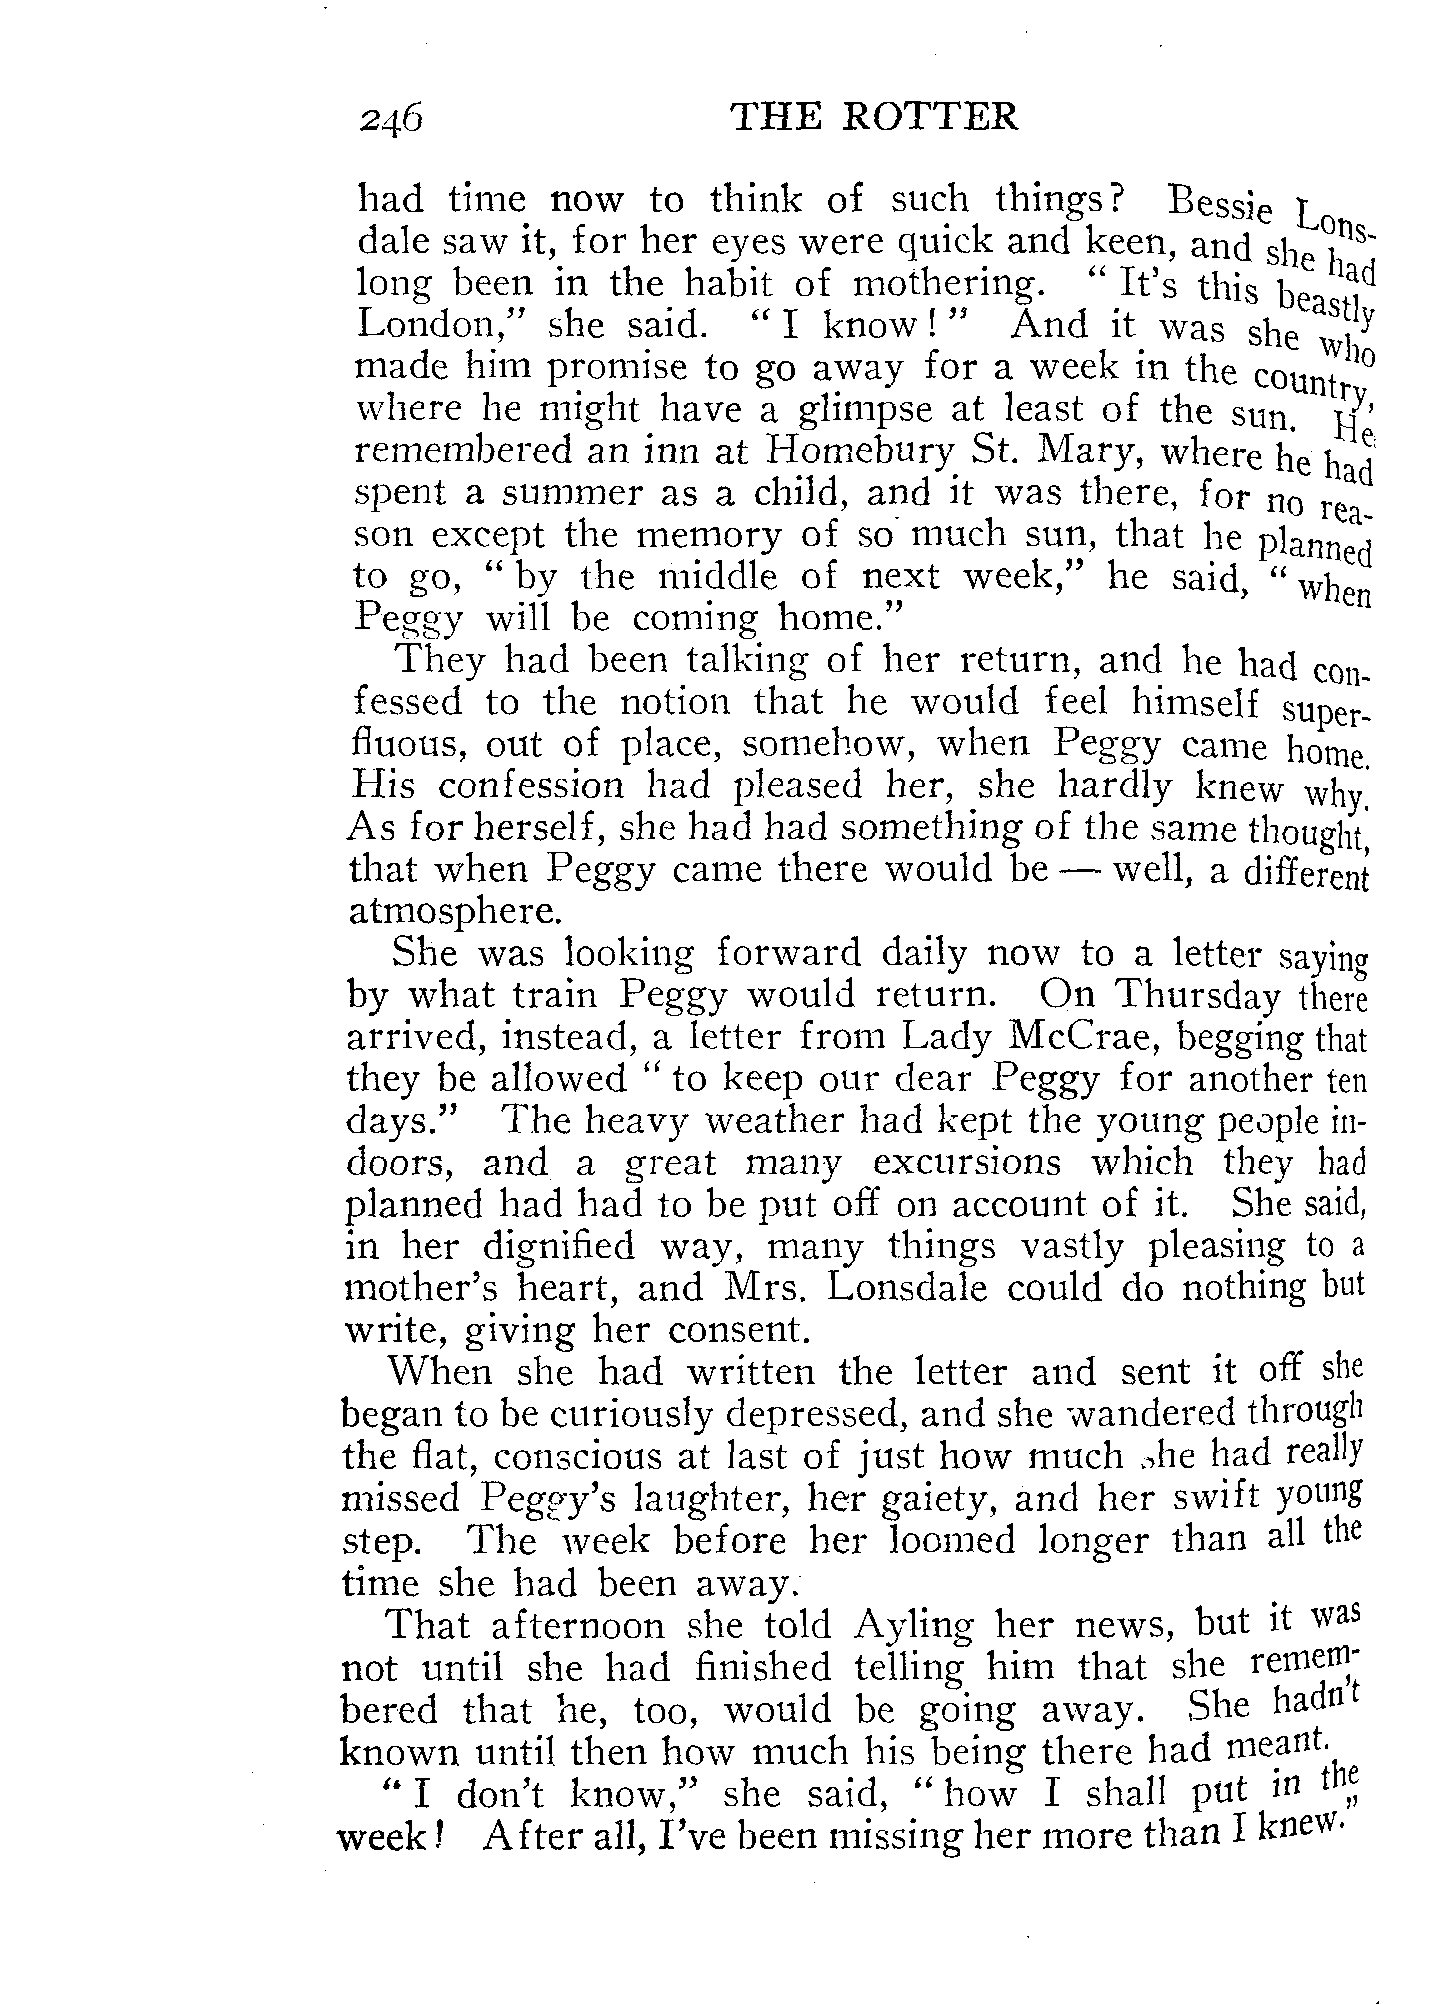 246 THE ROTTER
had time now to think of such things? Bessie Lons-
dale saw it, for her eyes were quick and keen, and she had
long been in the habit of mothering. “It’s this beastly
London,” she said. “I know!” And it was she who
made him promise to go away for a week in the country,
where he might have a glimpse at least of the sun. He
remembered an inn at Homebury St. Mary, where he had
spent a summer as a child, and it was there, for no rea-
son except the memory of so much sun, that he planned
to go, “by the middle of next week,” he said, “when
Peggy will be coming home.”
They had been talking of her return, and he had con-
fessed to the notion that he would feel himself super-
fluous, out of place, somehow, when Peggy came home.
His confession had pleased her, she hardly knew why.
As for herself, she had had something of the same thought,
that when Peggy came there would be — well, a different
atmosphere.
She was looking forward daily now to a letter saying
by what train Peggy would return. On Thursday there
arrived, instead, a letter from Lady McCrae, begging that
they be allowed “to keep our dear Peggy for another ten
days.” The heavy weather had kept the young people in-
doors, and a great many excursions which they had
planned had had to be put off on account of it. She said,
in her dignified way, many things vastly pleasing to a
mother’s heart, and Mrs. Lonsdale could do nothing but
write, giving her consent.
When she had written the letter and sent it off she
began to be curiously depressed, and she wandered through
the flat, conscious at last of just how much she had really
missed Peggy’s laughter, her gaiety, and her swift young
step. The week before her loomed longer than all the
time she had been away.
That afternoon she told Ayling her news, but it was
not until she had finished telling him that she remem-
bered that he, too, would be going away. She hadn’t
known until then how much his being there had meant.
“I don’t know,” she said, “how I shall put in the
week! After all, I’ve been missing her more than I knew.”